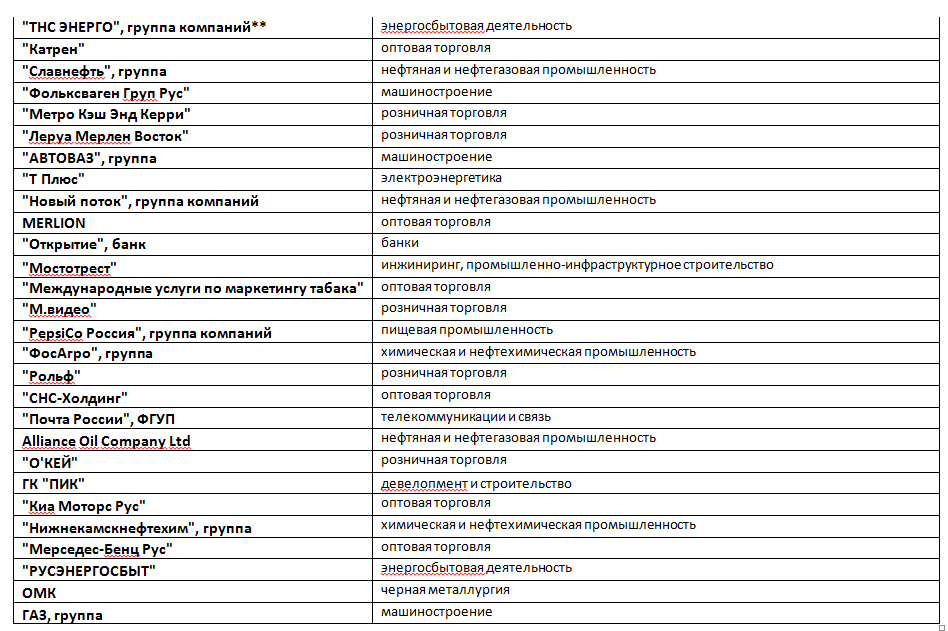 "ТНС ЭНЕРГО", группа компаний** энергосбытовая деятельность
"Катрен" оптовая торговля
"Славнефть", группа нефтяная и нефтегазовая промышленность
"Фольксваген Груп Рус" машиностроение
"Метро Кэш Энд Керри" розничная торговля
"Леруа Мерлен Восток" розничная торговля
"АВТОВАЗ", группа машиностроение
"Т Плюс" электроэнергетика
"Новый поток", группа компаний нефтяная и нефтегазовая промышленность
MERLION оптовая торговля
"Открытие", банк банки
"Мостотрест" инжиниринг, промышленно-инфраструктурное строительство
"Международные услуги по маркетингу табака" оптовая торговля
"М.видео" розничная торговля
"PepsiCo Россия", группа компаний пищевая промышленность
"ФосАгро", группа химическая и нефтехимическая промышленность
"Рольф" розничная торговля
"СНС-Холдинг" оптовая торговля
"Почта России", ФГУП телекоммуникации и связь
Alliance Oil Company Ltd нефтяная и нефтегазовая промышленность
"О'КЕЙ" розничная торговля
ГК "ПИК" девелопмент и строительство
"Киа Моторс Рус" оптовая торговля
"Нижнекамскнефтехим", группа химическая и нефтехимическая промышленность
"Мерседес-Бенц Рус" оптовая торговля
"РУСЭНЕРГОСБЫТ" энергосбытовая деятельность
ОМК черная металлургия
ГАЗ, группа машиностроение